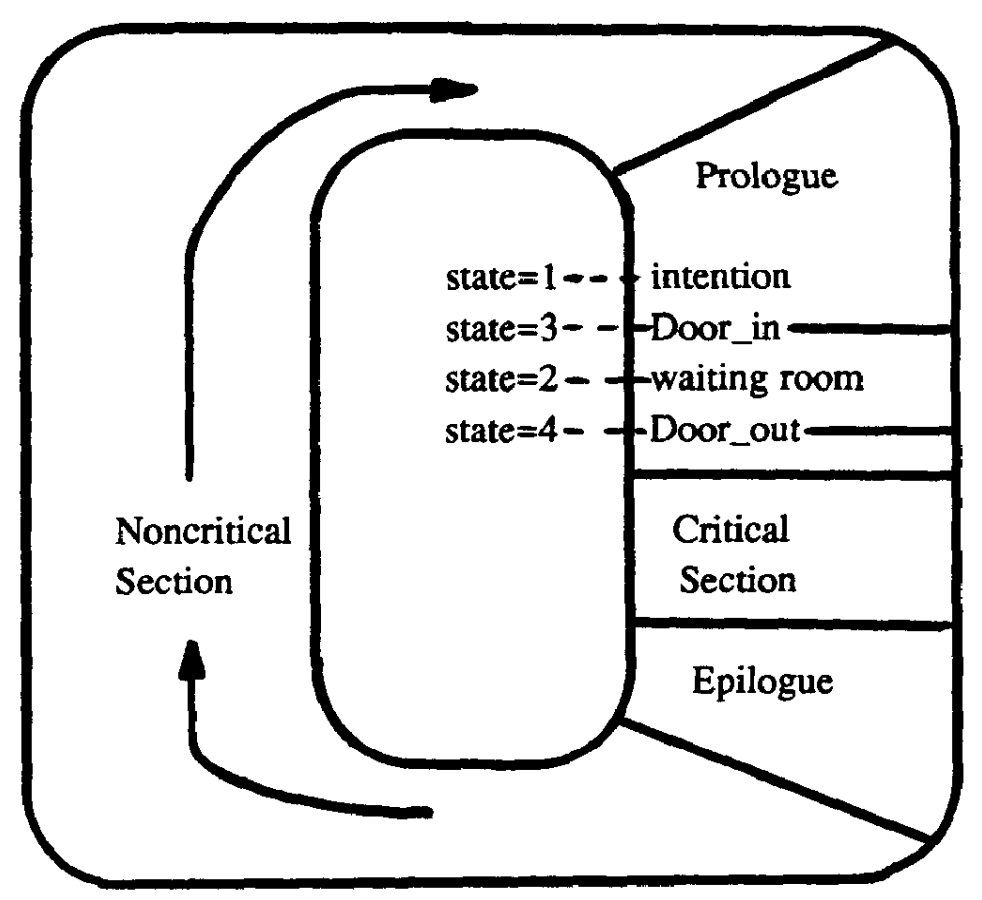 Prologue
state=1 intention
state=3 Door_in
state=2 waiting room
state=4 Door_out
Noncritical
Section
Critical
Section
Epilogue